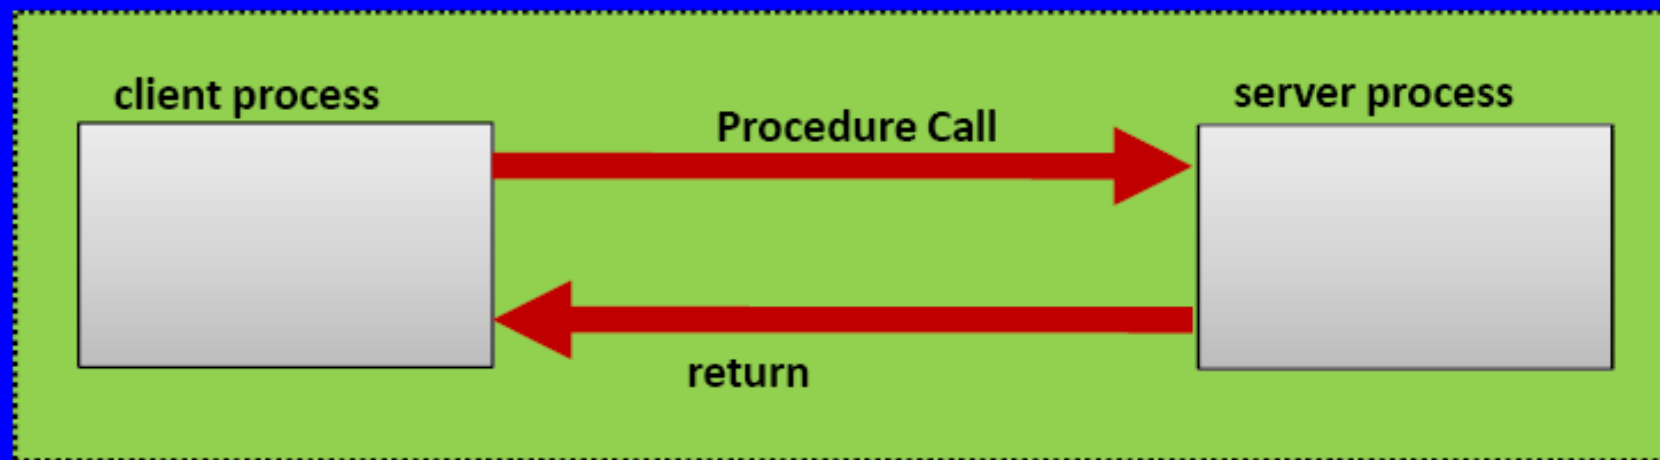 client process
server process
Procedure Call
return